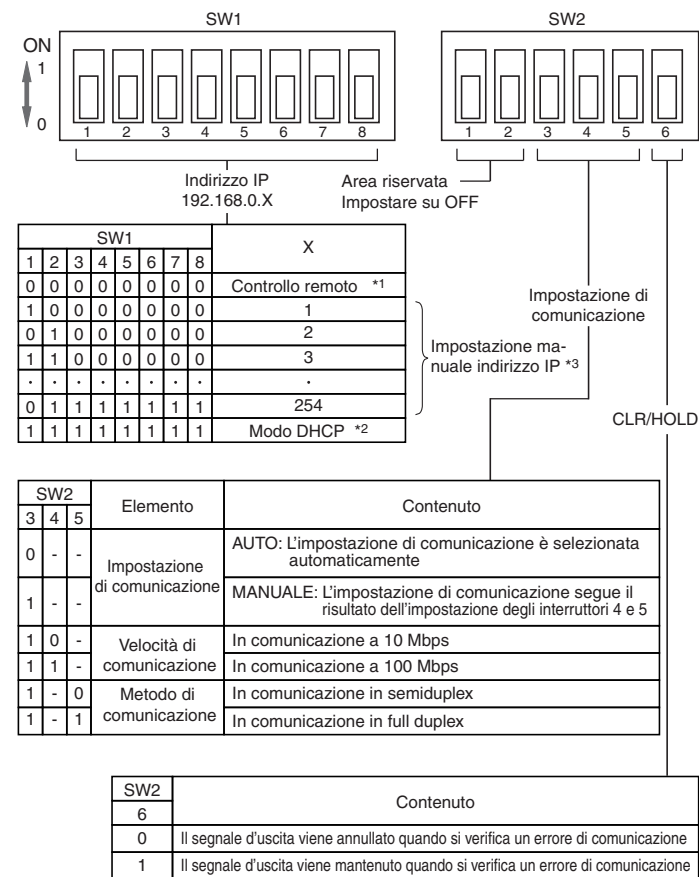 SW1
SW2
ON
1
0
1 2 3 4 5 6 7 8
1 2 3 4 5 6
Indirizzo IP
192.168.0.X
Area riservata
Impostare su OFF
SW1
X
1 2 3 4 5 6 7 8
0 0 0 0 0 0 0 0 Controllo remoto *1
1 0 0 0 0 0 0 0 1
0 1 0 0 0 0 0 0 2
1 1 0 0 0 0 0 0 3
· · · · · · · · ·
0 1 1 1 1 1 1 1 254
1 1 1 1 1 1 1 1 Modo DHCP *2
Impostazione ma-
nuale indirizzo IP *3
Impostazione di
comunicazione
CLR/HOLD
SW2
Elemento
Contenuto
3 4 5
0 - -
Impostazione
di comunicazione
AUTO: L'impostazione di comunicazione è selezionata
automaticamente
1 - -
MANUALE: L'impostazione di comunicazione segue il
risultato dell'impostazione degli interruttori 4 e 5
1 0 -
Velocità di
comunicazione
In comunicazione a 10 Mbps
1 1 -
In comunicazione a 100 Mbps
1 - 0
Metodo di
comunicazione
In comunicazione in semiduplex
1 - 1
In comunicazione in full duplex
SW2
6
Contenuto
0 Il segnale d'uscita viene annullato quando si verifica un errore di comunicazione
1 Il segnale d'uscita viene mantenuto quando si verifica un errore di comunicazione